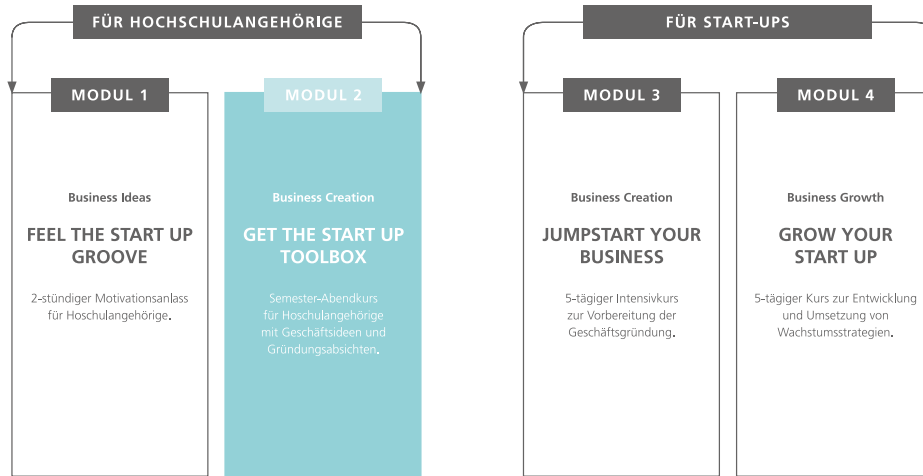 FÜR HOCHSCHULANGEHÖRIGE
MODUL 1
Business Ideas
FEEL THE START UP
GROOVE
2-stündiger Motivationsanlass
für Hoschulangehörige.
MODUL 2
Business Creation
GET THE START UP
TOOLBOX
Semester-Abendkurs
für Hoschulangehörige
mit Geschäftsideen und
Gründungsabsichten.
FÜR START-UPS
MODUL 3
Business Creation
JUMPSTART YOUR
BUSINESS
5-tägiger Intensivkurs
zur Vorbereitung der
Geschäftsgründung.
MODUL 4
Business Growth
GROW YOUR
START UP
5-tägiger Kurs zur Entwicklung
und Umsetzung von
Wachstumsstrategien.